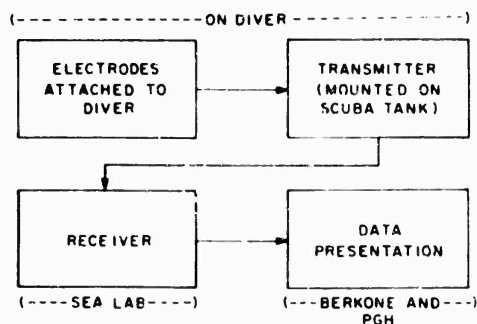 (----------ON DIVER----------)
ELECTRODES
ATTACHED TO
DIVER
TRANSMITTER
(MOUNTED ON
SCUBA TANK)
RECEIVER
DATA
PRESENTATION
(----SEA LAB----)
(----BERKONE AND----)
PGH